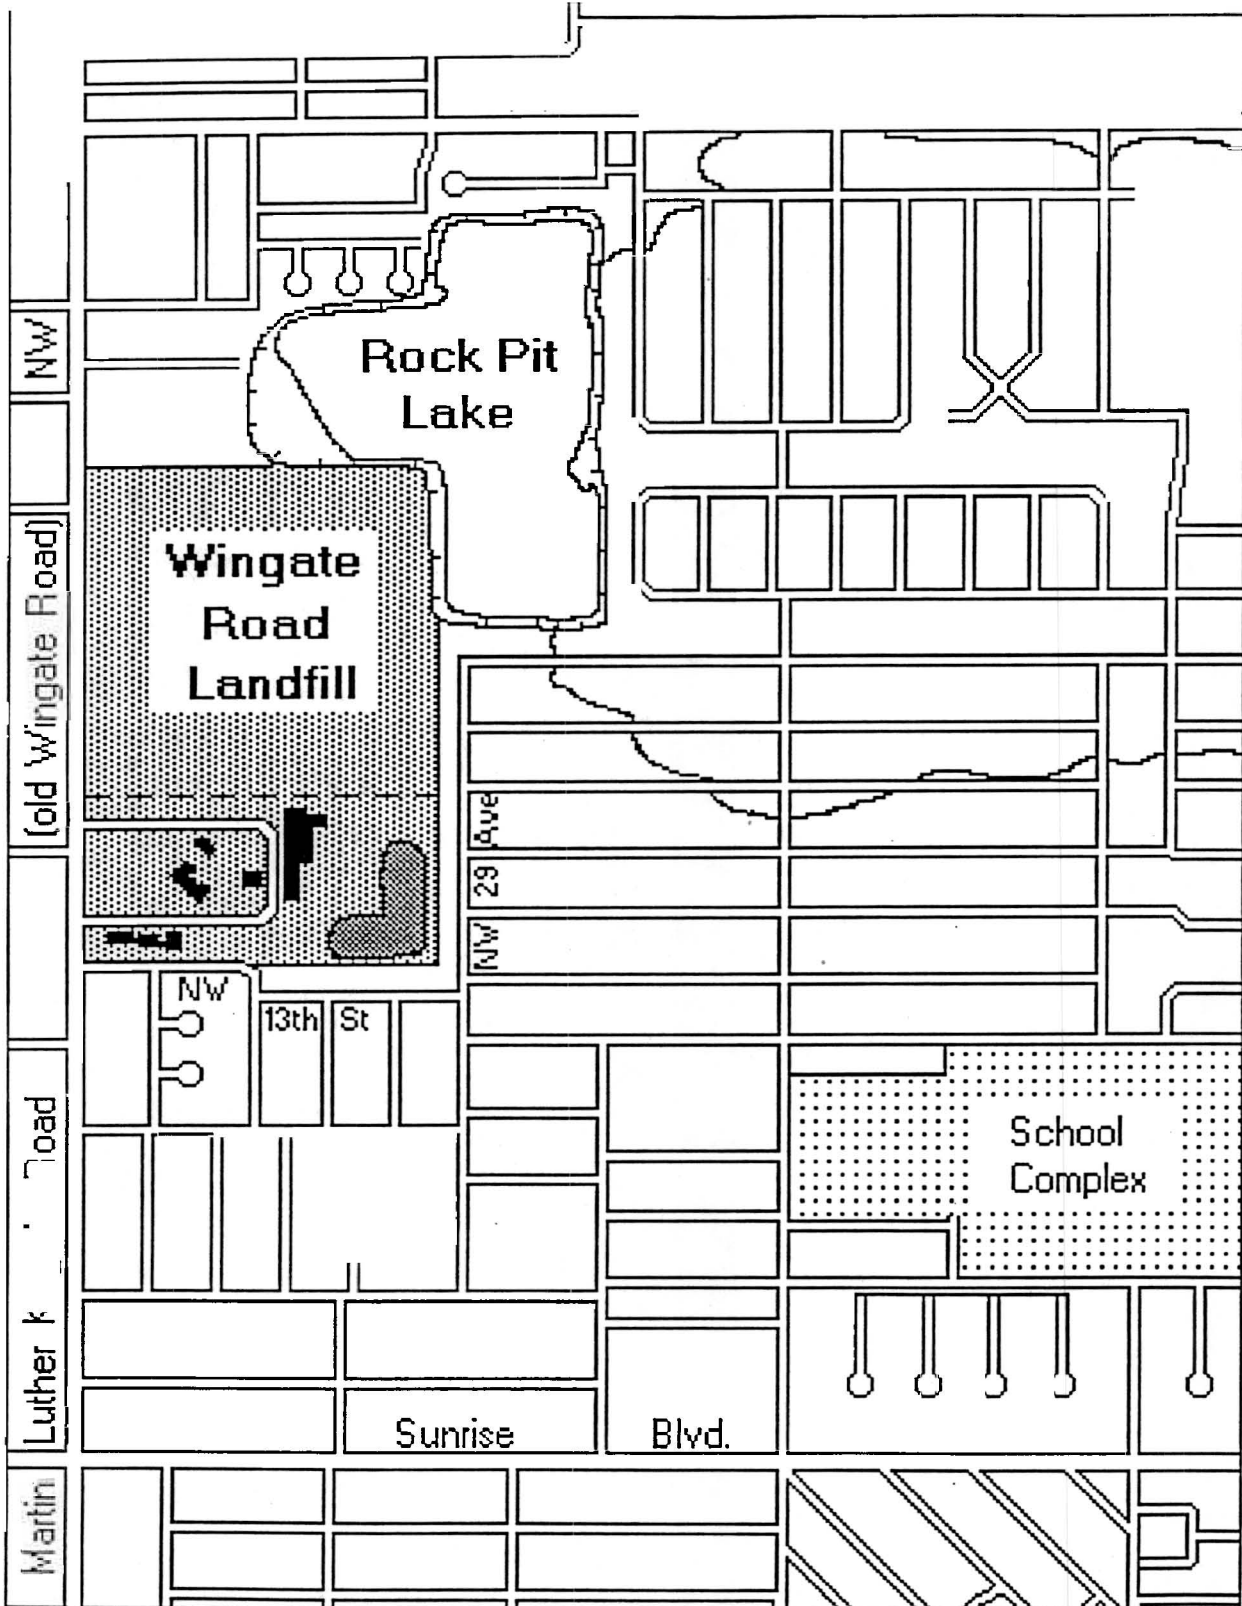 Rock Pit
Lake
Wingate
Road
Landfill
NW 29 Ave
NW
13th St
School
Complex
Sunrise Blvd.
Martin Luther
NW
(old Wingate Road)